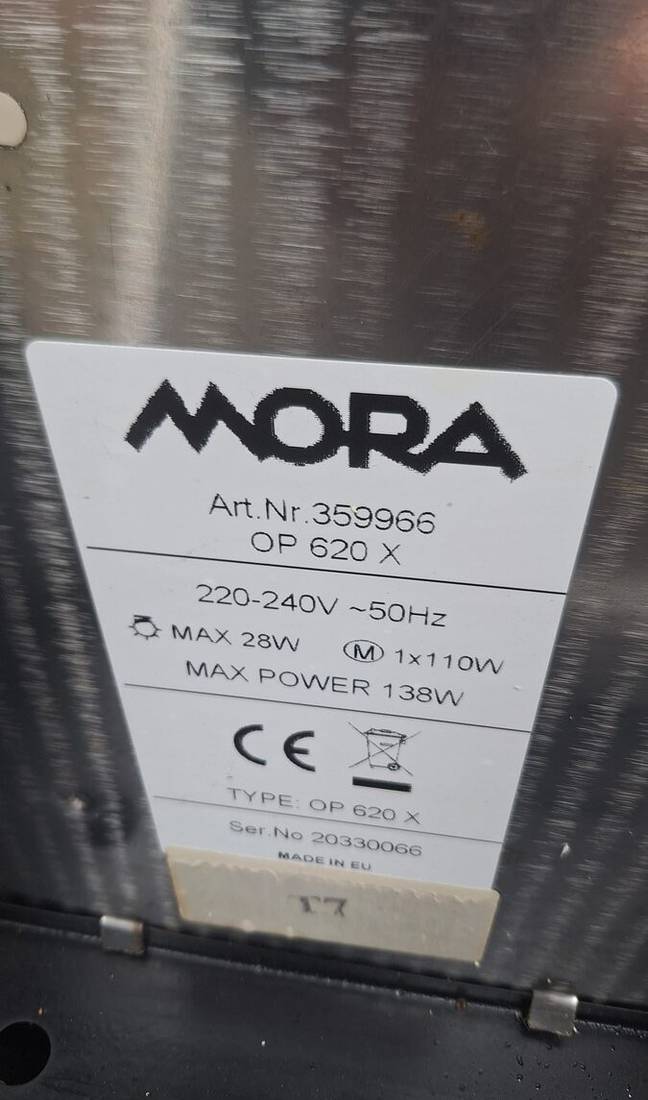 MORA
Art.Nr.359966
OP 620 X
220-240V ~50Hz
MAX 28W M 1x110W
MAX POWER 138W
CE
TYPE: OP 620 X
Ser.No 20330066
MADE IN EU